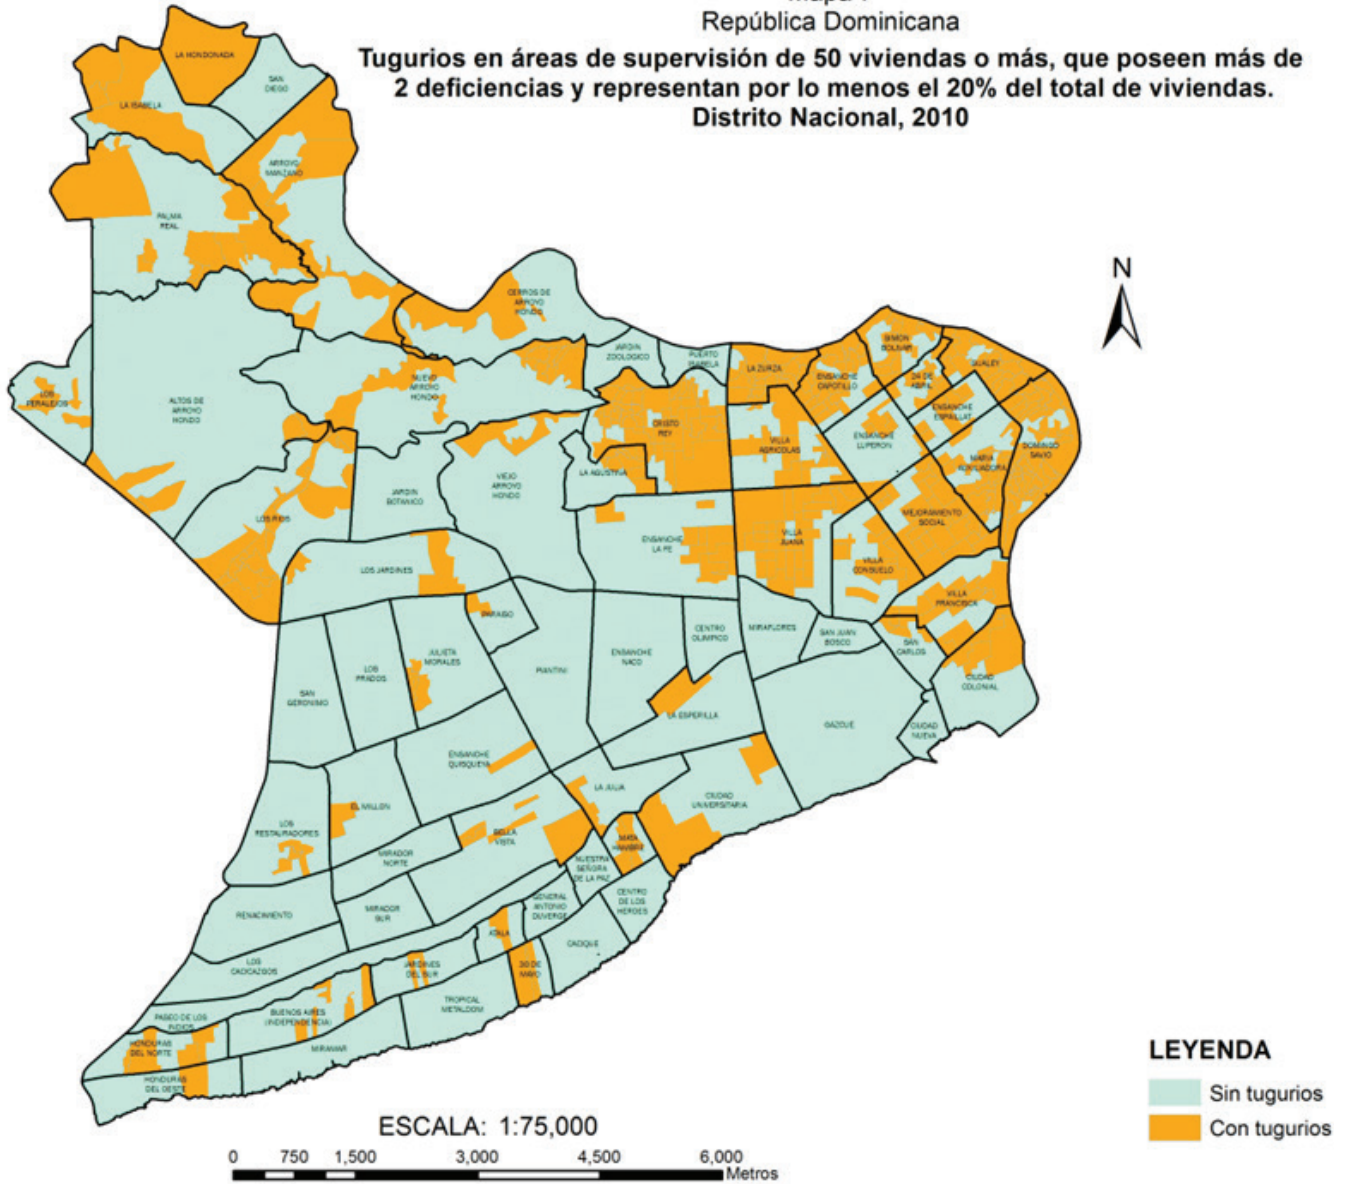 República Dominicana
Tugurios en áreas de supervisión de 50 viviendas o más, que poseen más de
2 deficiencias y representan por lo menos el 20% del total de viviendas.
Distrito Nacional, 2010
LA HONDONADA
SAN
DIEGO
LA ISABELA
ARROYO
MANZANO
PALMA
REAL
N
CERROS DE
ARROYO
HONDO
SIMON
BOLIVAR
JARDIN
ZOOLOGICO
PUERTO
ISABELA
LA ZURZA
GUALEY
ENSANCHE
CAPOTILLO
24 DE
ABRIL
NUEVO
ARROYO
HONDO
LOS
PERALEJOS
ALTOS DE
ARROYO
HONDO
ENSANCHE
ESPAILLAT
CRISTO
REY
VILLA
AGRICOLAS
ENSANCHE
LUPERON
DOMINGO
SAVIO
MARIA
AUXILIADORA
LA AGUSTINA
VIEJO
ARROYO
HONDO
JARDIN
BOTANICO
LOS RIOS
MEJORAMIENTO
SOCIAL
ENSANCHE
LA FE
VILLA
JUANA
VILLA
CONSUELO
LOS JARDINES
VILLA
FRANCISCA
PARAISO
CENTRO
OLIMPICO
MIRAFLORES
SAN JUAN
BOSCO
SAN
CARLOS
JULIETA
MORALES
ENSANCHE
NACO
LOS
PRADOS
PIANTINI
CIUDAD
COLONIAL
SAN
GERONIMO
LA ESPERILLA
GAZCUE
CIUDAD
NUEVA
ENSANCHE
QUISQUEYA
LA JULIA
CIUDAD
UNIVERSITARIA
EL MILLON
LOS
RESTAURADORES
BELLA
VISTA
MATA
HAMBRE
MIRADOR
NORTE
NUESTRA
SEÑORA
DE LA PAZ
CENTRO
DE LOS
HEROES
GENERAL
ANTONIO
DUVERGE
RENACIMIENTO
MIRADOR
SUR
ATALA
CACIQUE
LOS
CACICAZGOS
JARDINES
DEL SUR
30 DE
MAYO
TROPICAL
METALDOM
PASEO DE LOS
INDIOS
BUENOS AIRES
(INDEPENDENCIA)
HONDURAS
DEL NORTE
MIRAMAR
HONDURAS
DEL OESTE
LEYENDA
Sin tugurios
Con tugurios
ESCALA: 1:75,000
0 750 1,500 3,000 4,500 6,000
Metros